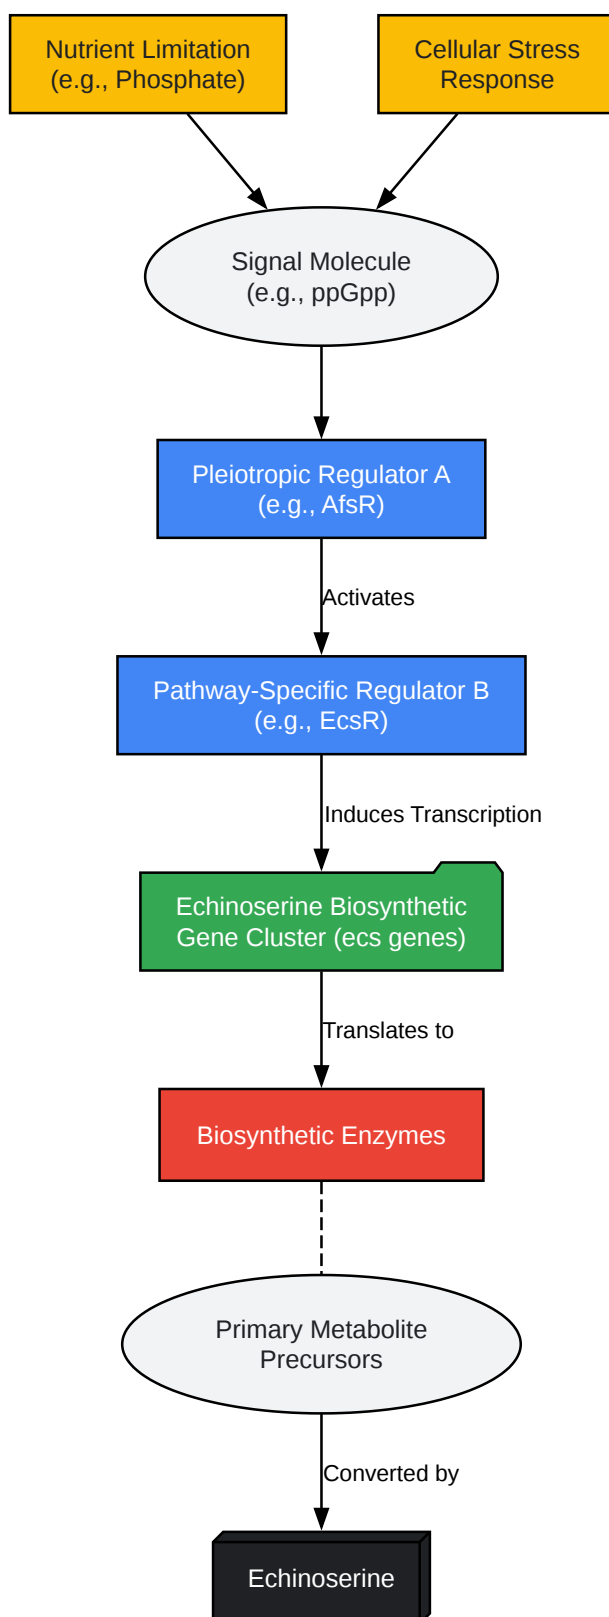 Nutrient Limitation
(e.g., Phosphate)
Cellular Stress
Response
Signal Molecule
(e.g., ppGpp)
Pleiotropic Regulator A
(e.g., AfsR)
Activates
Pathway-Specific Regulator B
(e.g., EcsR)
Induces Transcription
Echinoserine Biosynthetic
Gene Cluster (ecs genes)
Translates to
Biosynthetic Enzymes
Primary Metabolite
Precursors
Converted by
Echinoserine